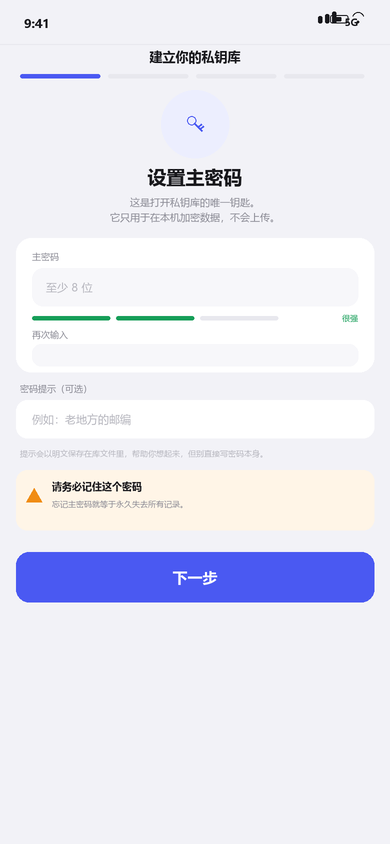 9:41
5G
建立你的私钥库
设置主密码
这是打开私钥库的唯一钥匙。
它只用于在本机加密数据，不会上传。
主密码
至少 8 位
很强
再次输入
密码提示（可选）
例如：老地方的邮编
提示会以明文保存在库文件里，帮助你想起来，但别直接写密码本身。
请务必记住这个密码
忘记主密码就等于永久失去所有记录。
下一步